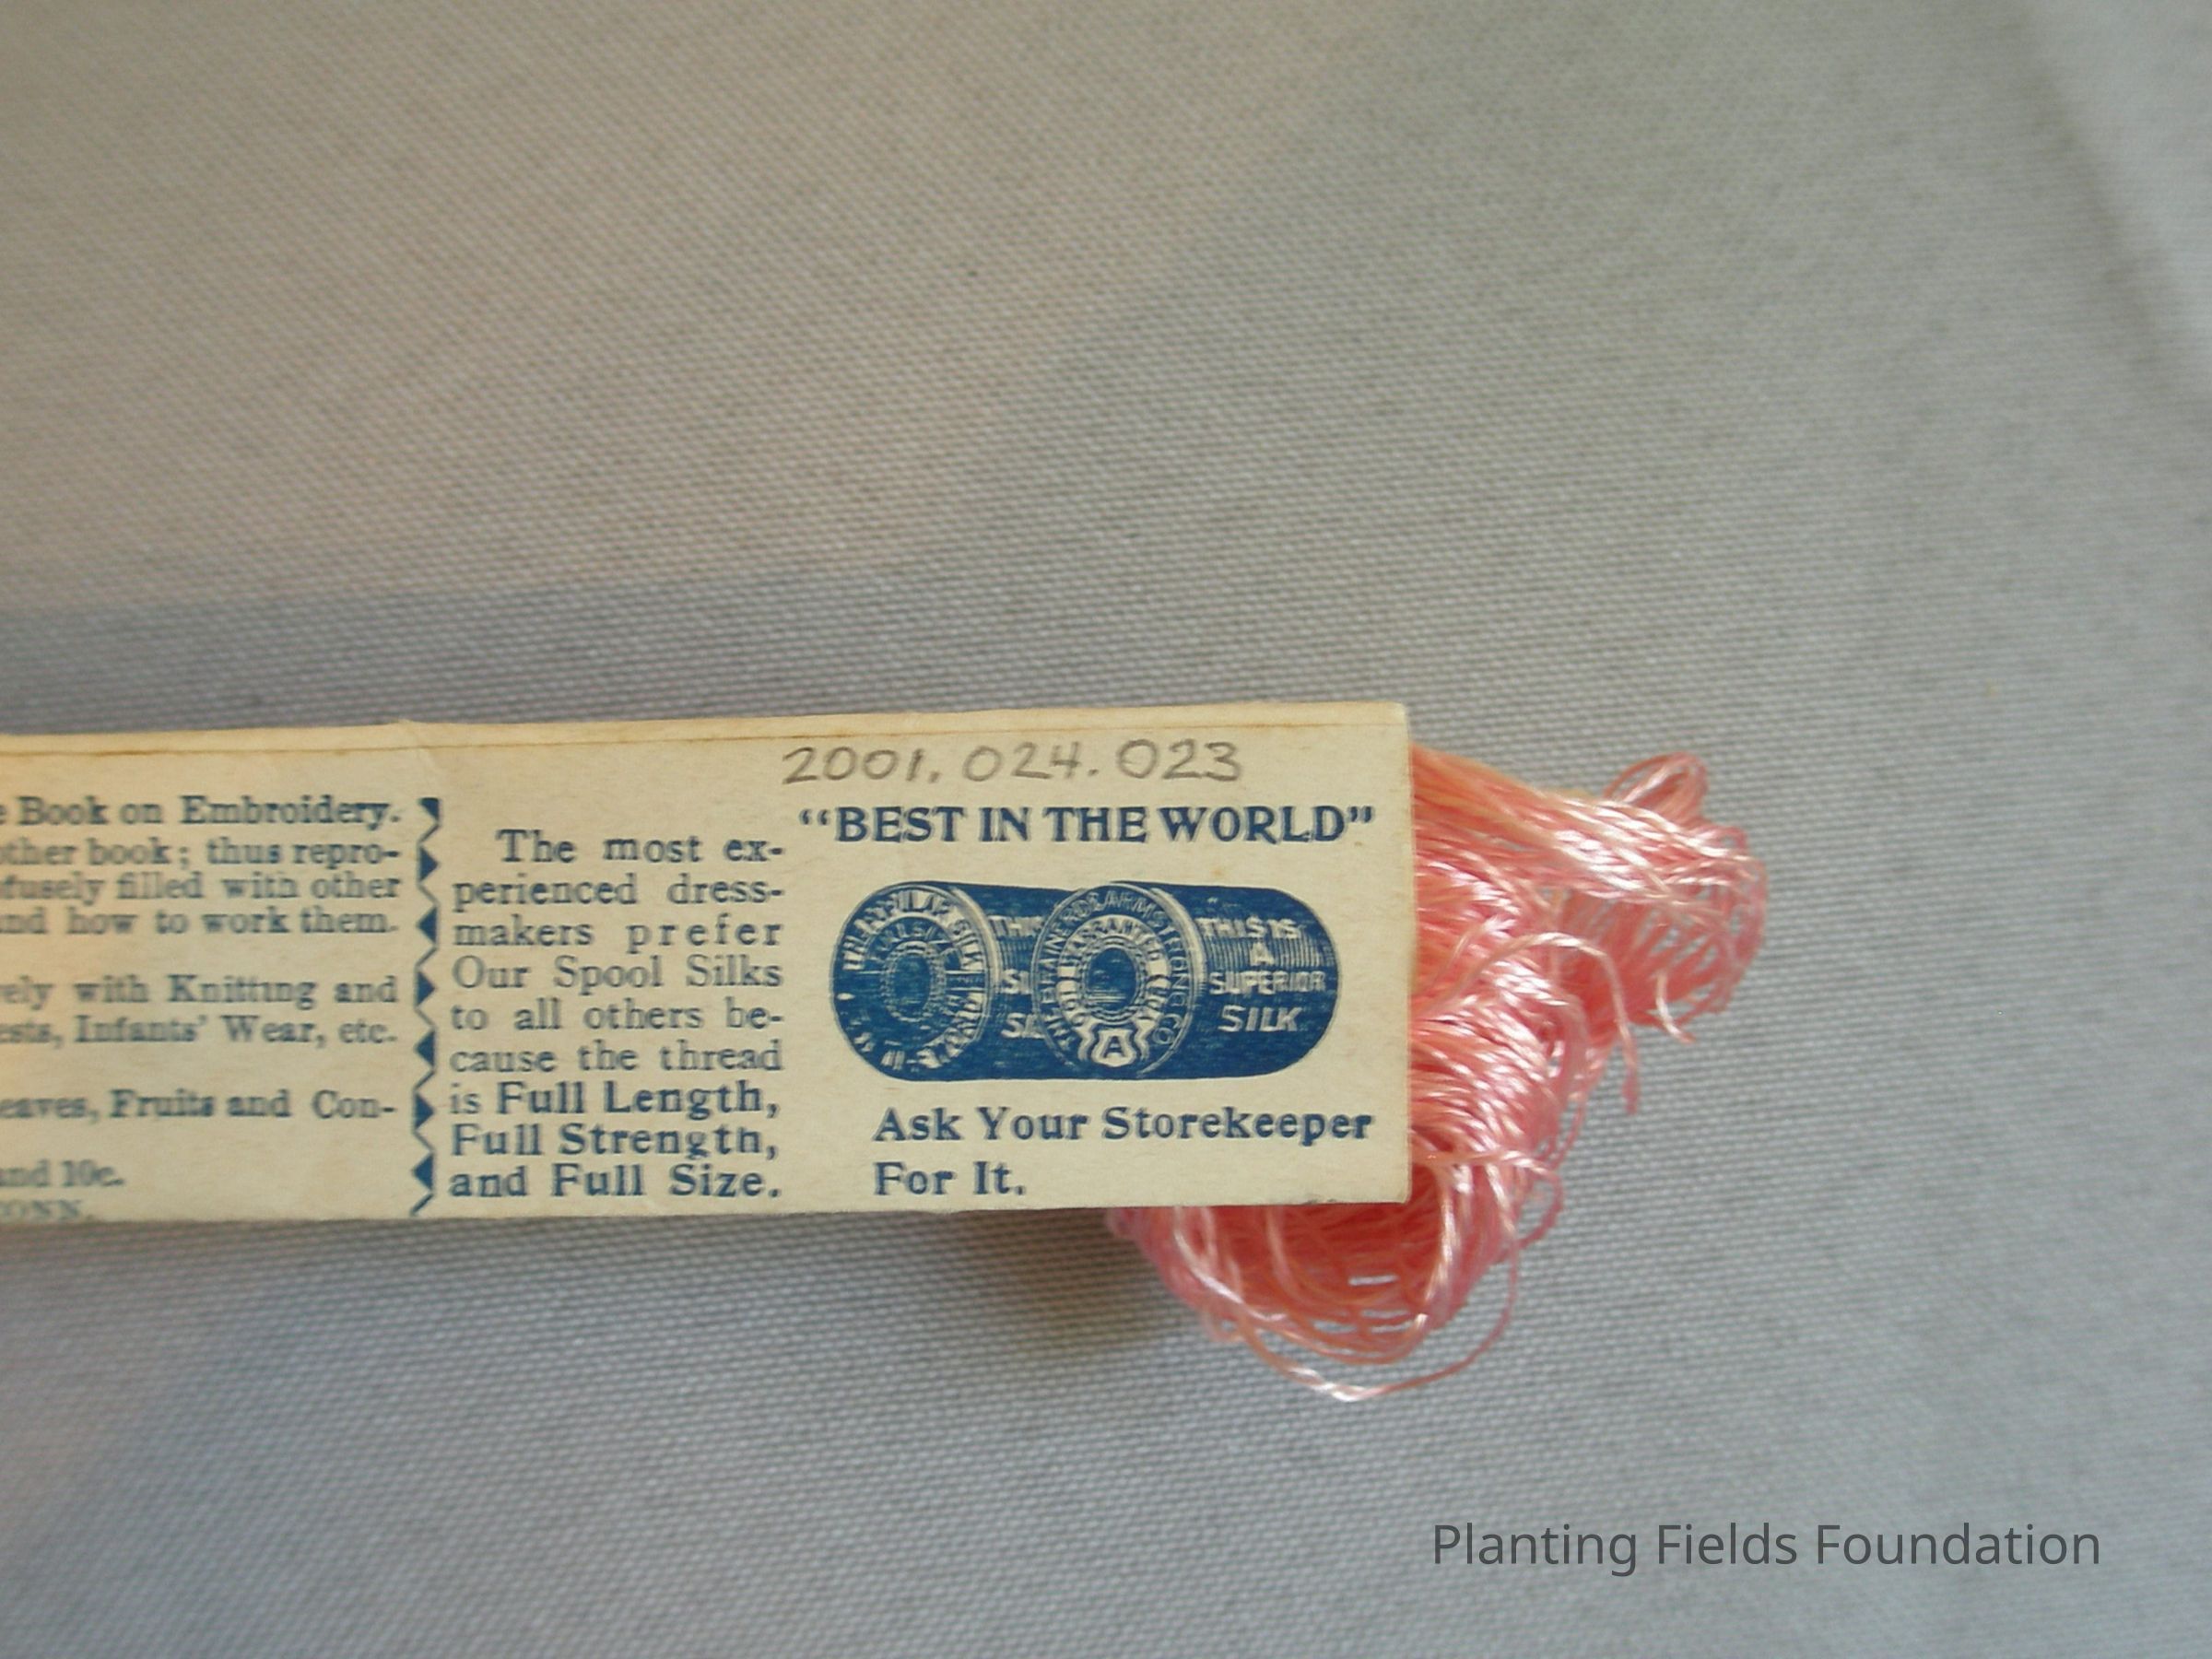 2001.024.023
Book on Embroidery.
other book; thus repro-
filled with other
and how to work them.
with Knitting and
Infants' Wear, etc.
Fruits and Con-
and 10c.
CONN.
The most ex-
perienced dress-
makers prefer
Our Spool Silks
to all others be-
cause the thread
is Full Length,
Full Strength,
and Full Size.
“BEST IN THE WORLD”
THIS IS
A
SUPERIOR
SILK
A
Ask Your Storekeeper
For It.
Planting Fields Foundation